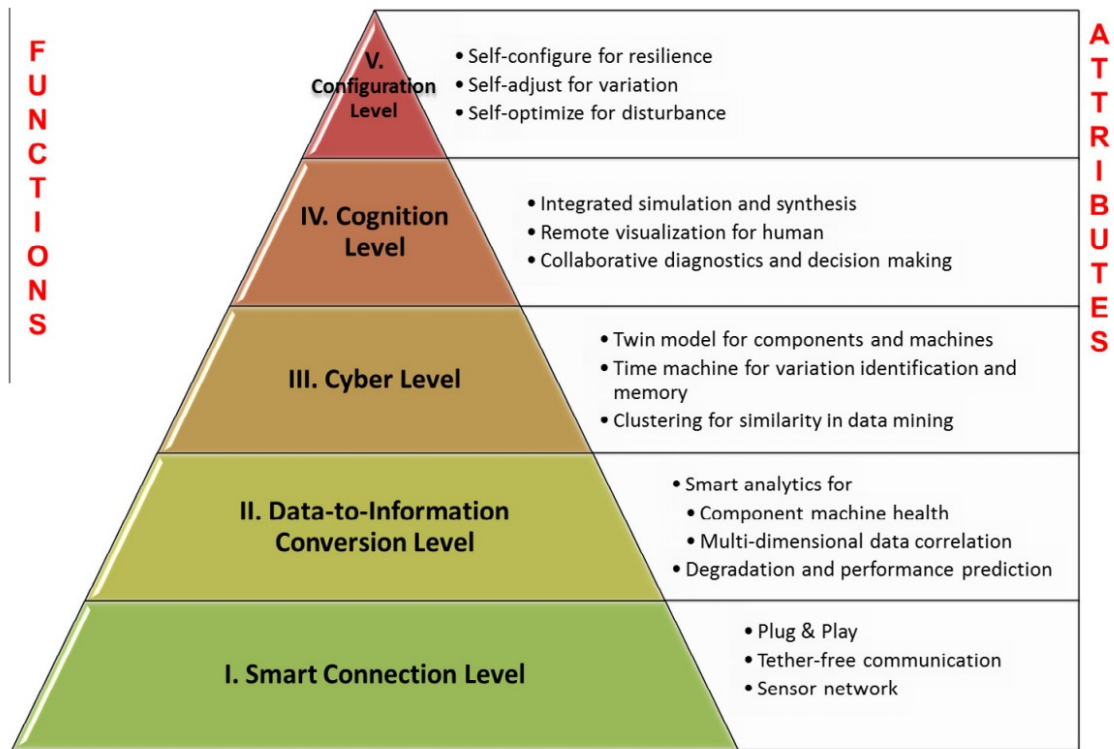 FUNCTIONS
ATTRIBUTES
V.
Configuration
Level
• Self-configure for resilience
• Self-adjust for variation
• Self-optimize for disturbance
IV. Cognition
Level
• Integrated simulation and synthesis
• Remote visualization for human
• Collaborative diagnostics and decision making
III. Cyber Level
• Twin model for components and machines
• Time machine for variation identification and
memory
• Clustering for similarity in data mining
II. Data-to-Information
Conversion Level
• Smart analytics for
• Component machine health
• Multi-dimensional data correlation
• Degradation and performance prediction
I. Smart Connection Level
• Plug & Play
• Tether-free communication
• Sensor network